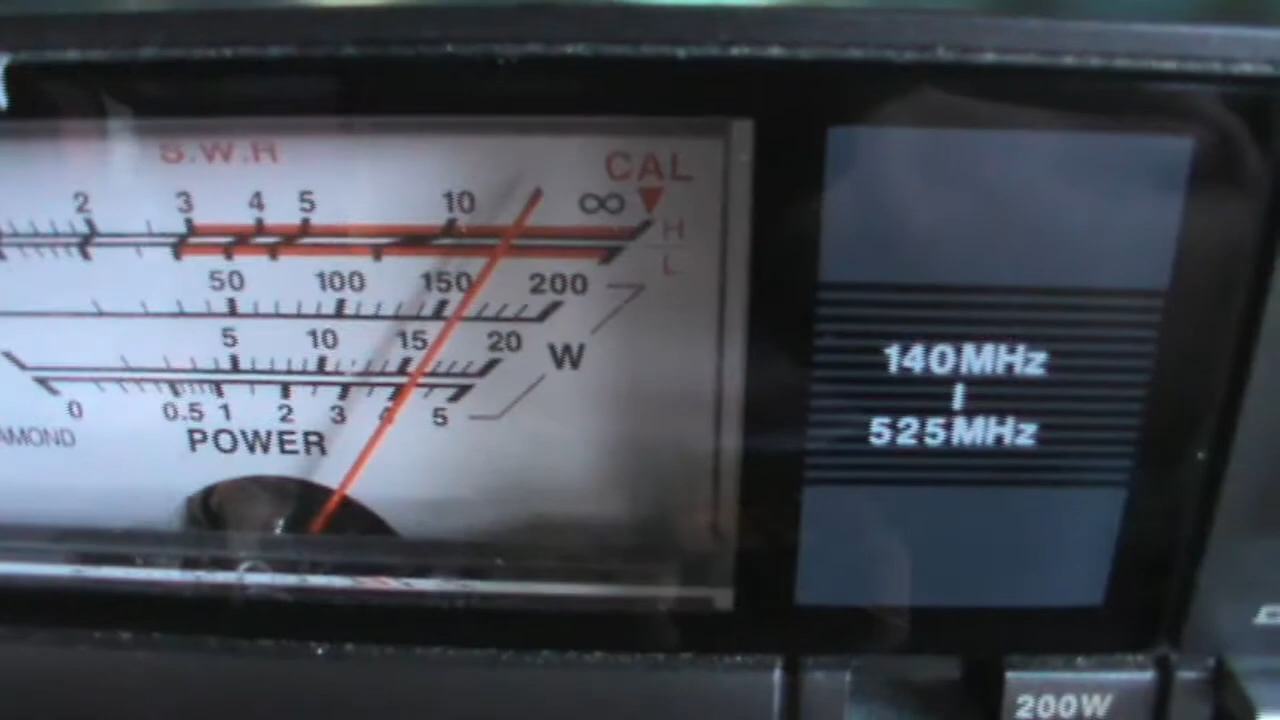 S.W.R
CAL
2 3 4 5 10 ∞
H
L
50 100 150 200
5 10 15 20
W
0 0.5 1 2 3 4 5
POWER
140MHz
|
525MHz
200W